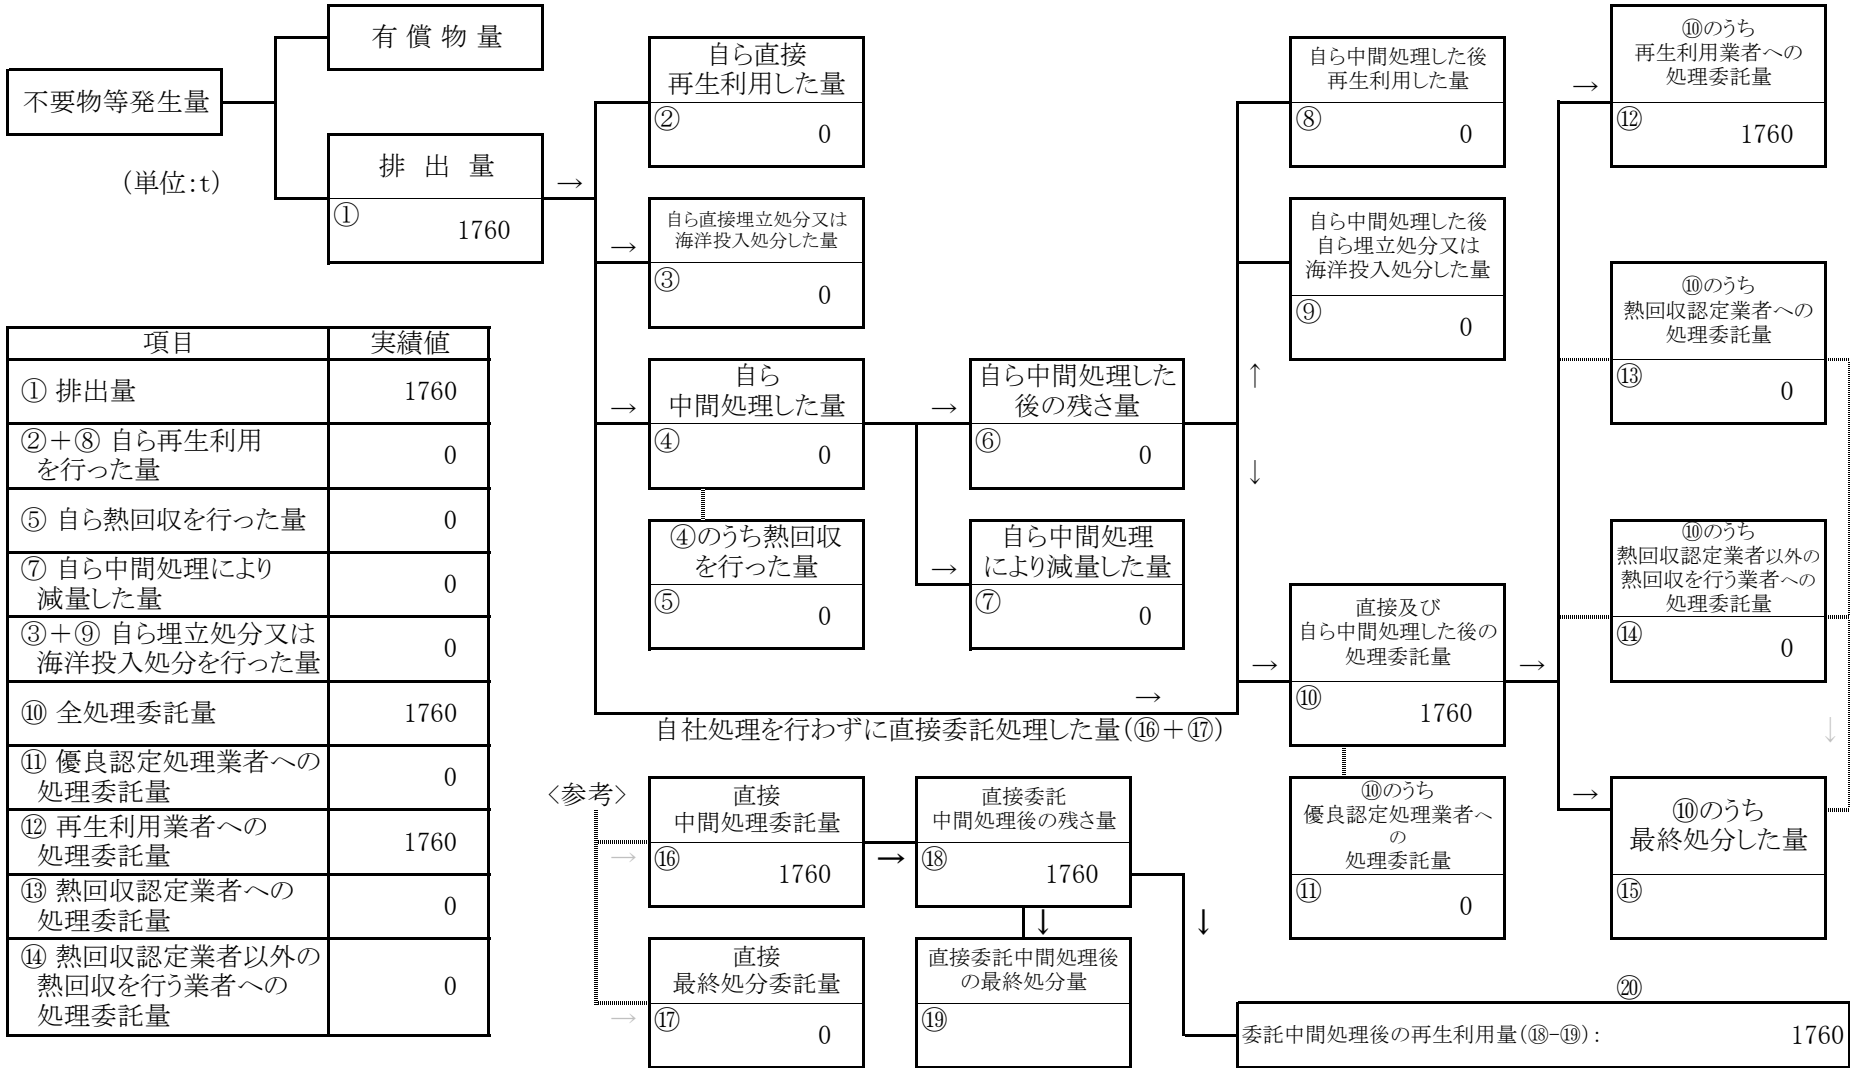 有 償 物 量
不要物等発生量
(単位:t)
排 出 量
① 1760
→
自ら直接
再生利用した量
② 0
→
自ら直接埋立処分又は
海洋投入処分した量
③ 0
→
自ら
中間処理した量
④ 0
④のうち熱回収
を行った量
⑤ 0
→
自ら中間処理した
後の残さ量
⑥ 0
→
自ら中間処理
により減量した量
⑦ 0
自ら中間処理した後
再生利用した量
⑧ 0
自ら中間処理した後
自ら埋立処分又は
海洋投入処分した量
⑨ 0
↑
↓
→
自社処理を行わずに直接委託処理した量(⑯+⑰)
→
直接及び
自ら中間処理した後の
処理委託量
⑩ 1760
⑩のうち
優良認定処理業者へ
の
処理委託量
⑪ 0
→
→
⑩のうち
再生利用業者への
処理委託量
⑫ 1760
⑩のうち
熱回収認定業者への
処理委託量
⑬ 0
⑩のうち
熱回収認定業者以外の
熱回収を行う業者への
処理委託量
⑭ 0
↓
→
⑩のうち
最終処分した量
⑮
項目 実績値
① 排出量 1760
②+⑧ 自ら再生利用
を行った量 0
⑤ 自ら熱回収を行った量 0
⑦ 自ら中間処理により
減量した量 0
③+⑨ 自ら埋立処分又は
海洋投入処分を行った量 0
⑩ 全処理委託量 1760
⑪ 優良認定処理業者への
処理委託量 0
⑫ 再生利用業者への
処理委託量 1760
⑬ 熱回収認定業者への
処理委託量 0
⑭ 熱回収認定業者以外の
熱回収を行う業者への
処理委託量 0
<参考>
→
直接
中間処理委託量
⑯ 1760
→
直接委託
中間処理後の残さ量
⑱ 1760
↓
↓
→
直接
最終処分委託量
⑰ 0
直接委託中間処理後
の最終処分量
⑲
⑳
委託中間処理後の再生利用量(⑱-⑲): 1760